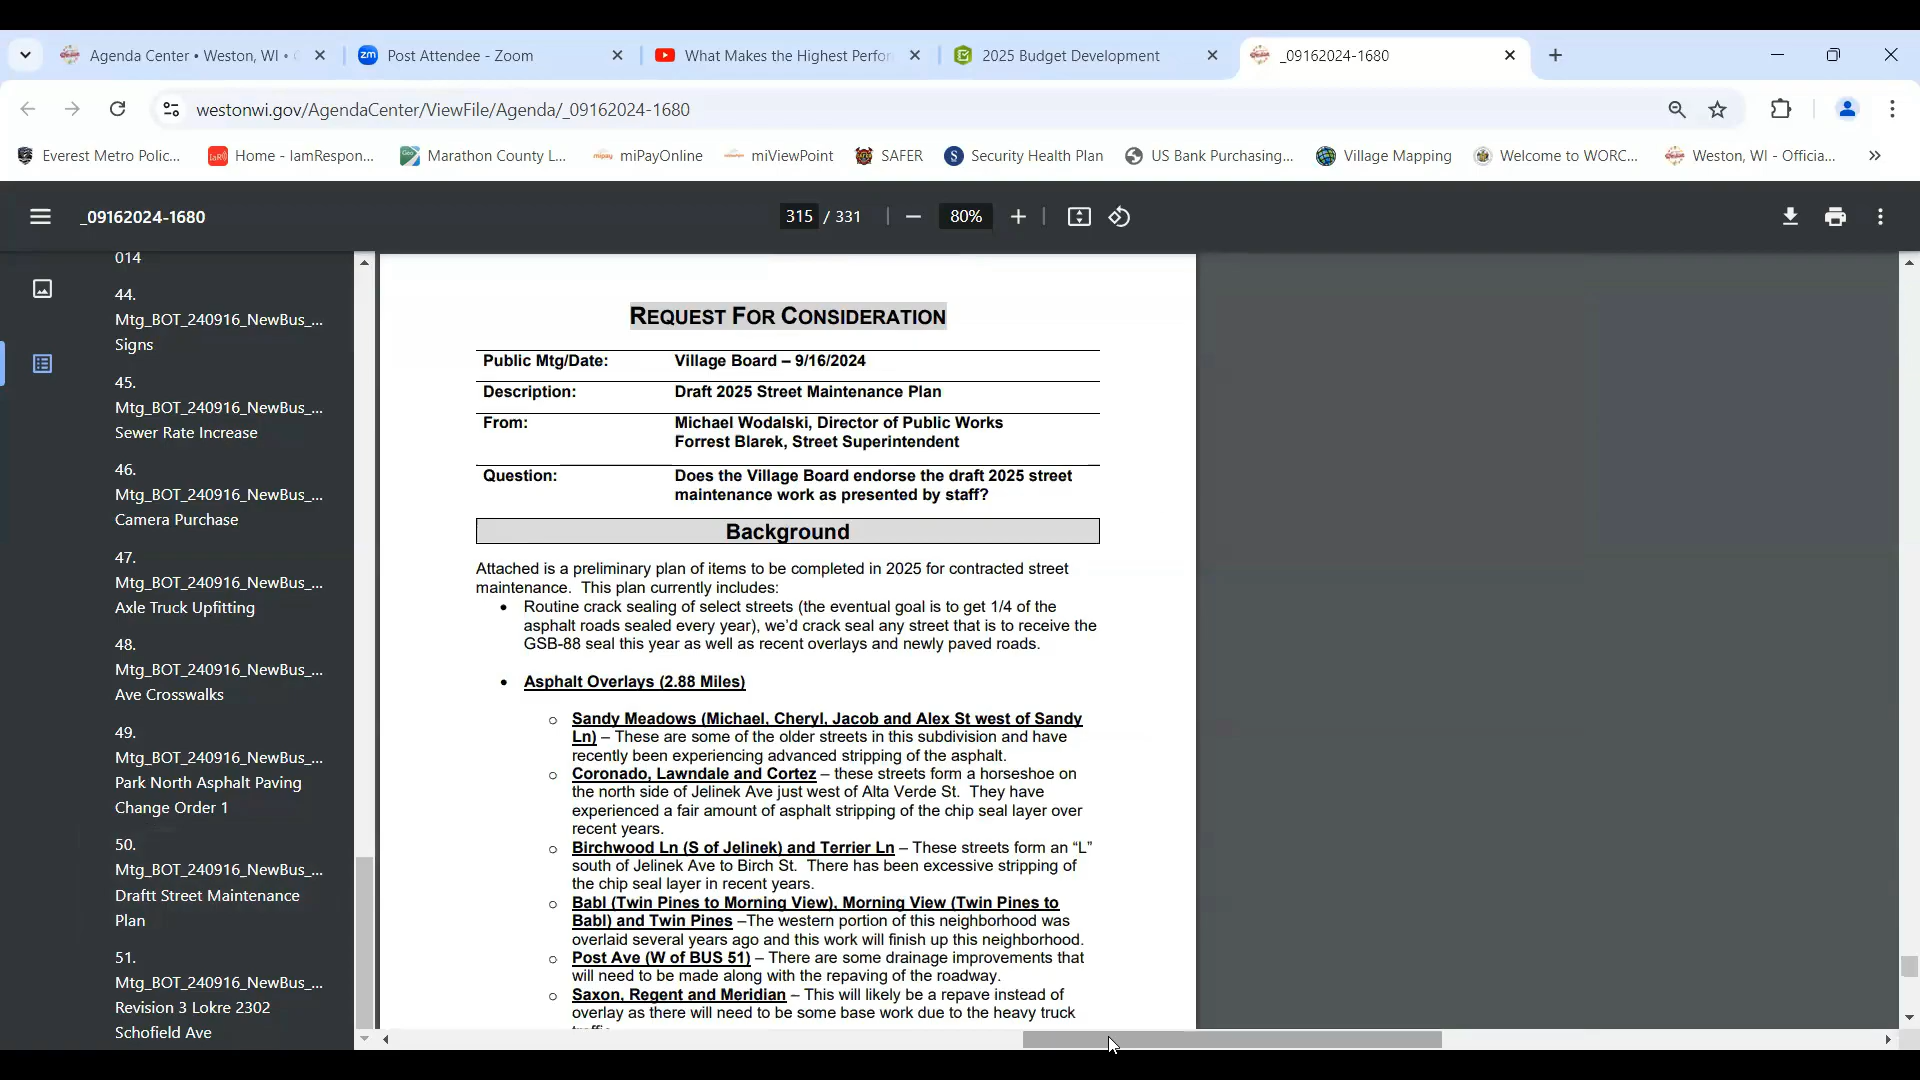 Agenda Center • Weston, WI •
Post Attendee - Zoom
What Makes the Highest Perfor
2025 Budget Development
_09162024-1680
westonwi.gov/AgendaCenter/ViewFile/Agenda/_09162024-1680
Everest Metro Polic...
Home - IamRespon...
Marathon County L...
miPayOnline
miViewPoint
SAFER
Security Health Plan
US Bank Purchasing...
Village Mapping
Welcome to WORC...
Weston, WI - Officia...
_09162024-1680
315 / 331
80%
014
44.
Mtg_BOT_240916_NewBus_...
Signs
45.
Mtg_BOT_240916_NewBus_...
Sewer Rate Increase
46.
Mtg_BOT_240916_NewBus_...
Camera Purchase
47.
Mtg_BOT_240916_NewBus_...
Axle Truck Upfitting
48.
Mtg_BOT_240916_NewBus_...
Ave Crosswalks
49.
Mtg_BOT_240916_NewBus_...
Park North Asphalt Paving
Change Order 1
50.
Mtg_BOT_240916_NewBus_...
Draftt Street Maintenance
Plan
51.
Mtg_BOT_240916_NewBus_...
Revision 3 Lokre 2302
Schofield Ave
REQUEST FOR CONSIDERATION
Public Mtg/Date: Village Board – 9/16/2024
Description: Draft 2025 Street Maintenance Plan
From: Michael Wodalski, Director of Public Works
Forrest Blarek, Street Superintendent
Question: Does the Village Board endorse the draft 2025 street
maintenance work as presented by staff?
Background
Attached is a preliminary plan of items to be completed in 2025 for contracted street
maintenance. This plan currently includes:
• Routine crack sealing of select streets (the eventual goal is to get 1/4 of the
asphalt roads sealed every year), we'd crack seal any street that is to receive the
GSB-88 seal this year as well as recent overlays and newly paved roads.
• Asphalt Overlays (2.88 Miles)
o Sandy Meadows (Michael, Cheryl, Jacob and Alex St west of Sandy
Ln) – These are some of the older streets in this subdivision and have
recently been experiencing advanced stripping of the asphalt.
o Coronado, Lawndale and Cortez – these streets form a horseshoe on
the north side of Jelinek Ave just west of Alta Verde St. They have
experienced a fair amount of asphalt stripping of the chip seal layer over
recent years.
o Birchwood Ln (S of Jelinek) and Terrier Ln – These streets form an "L"
south of Jelinek Ave to Birch St. There has been excessive stripping of
the chip seal layer in recent years.
o Babl (Twin Pines to Morning View), Morning View (Twin Pines to
Babl) and Twin Pines –The western portion of this neighborhood was
overlaid several years ago and this work will finish up this neighborhood.
o Post Ave (W of BUS 51) – There are some drainage improvements that
will need to be made along with the repaving of the roadway.
o Saxon, Regent and Meridian – This will likely be a repave instead of
overlay as there will need to be some base work due to the heavy truck